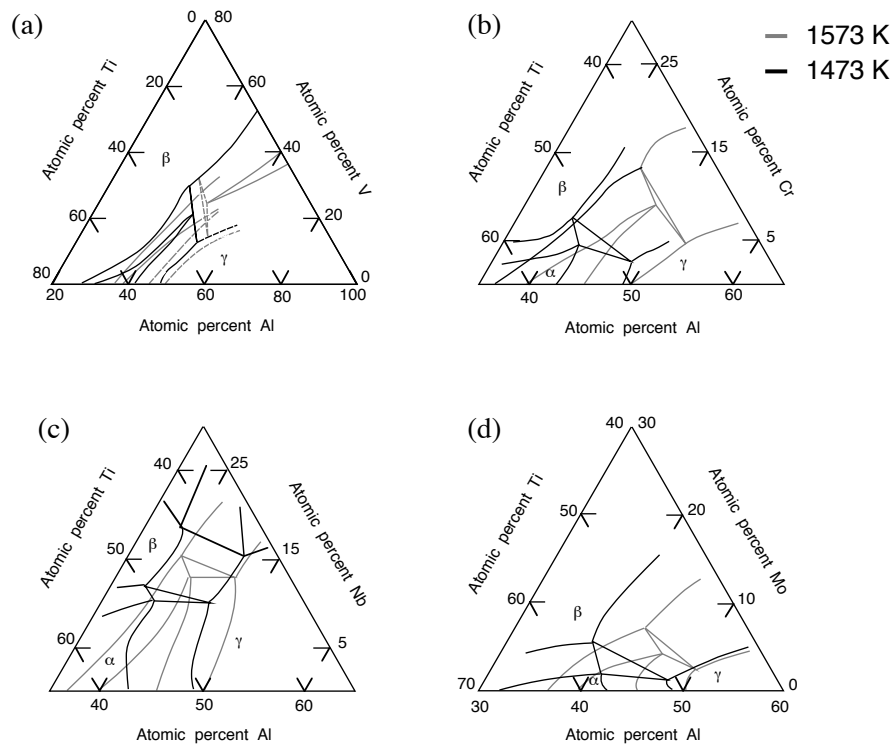 (a)
0 80
20 60
40 40
60 20
80 0
20 40 60 80 100
Atomic percent Ti
Atomic percent V
Atomic percent Al
β
γ
(b)
1573 K
1473 K
40 25
50 15
60 5
40 50 60
Atomic percent Ti
Atomic percent Cr
Atomic percent Al
β
α
γ
(c)
40 25
50 15
60 5
40 50 60
Atomic percent Ti
Atomic percent Nb
Atomic percent Al
β
α
γ
(d)
40 30
50 20
60 10
70 0
30 40 50 60
Atomic percent Ti
Atomic percent Mo
Atomic percent Al
β
α
γ